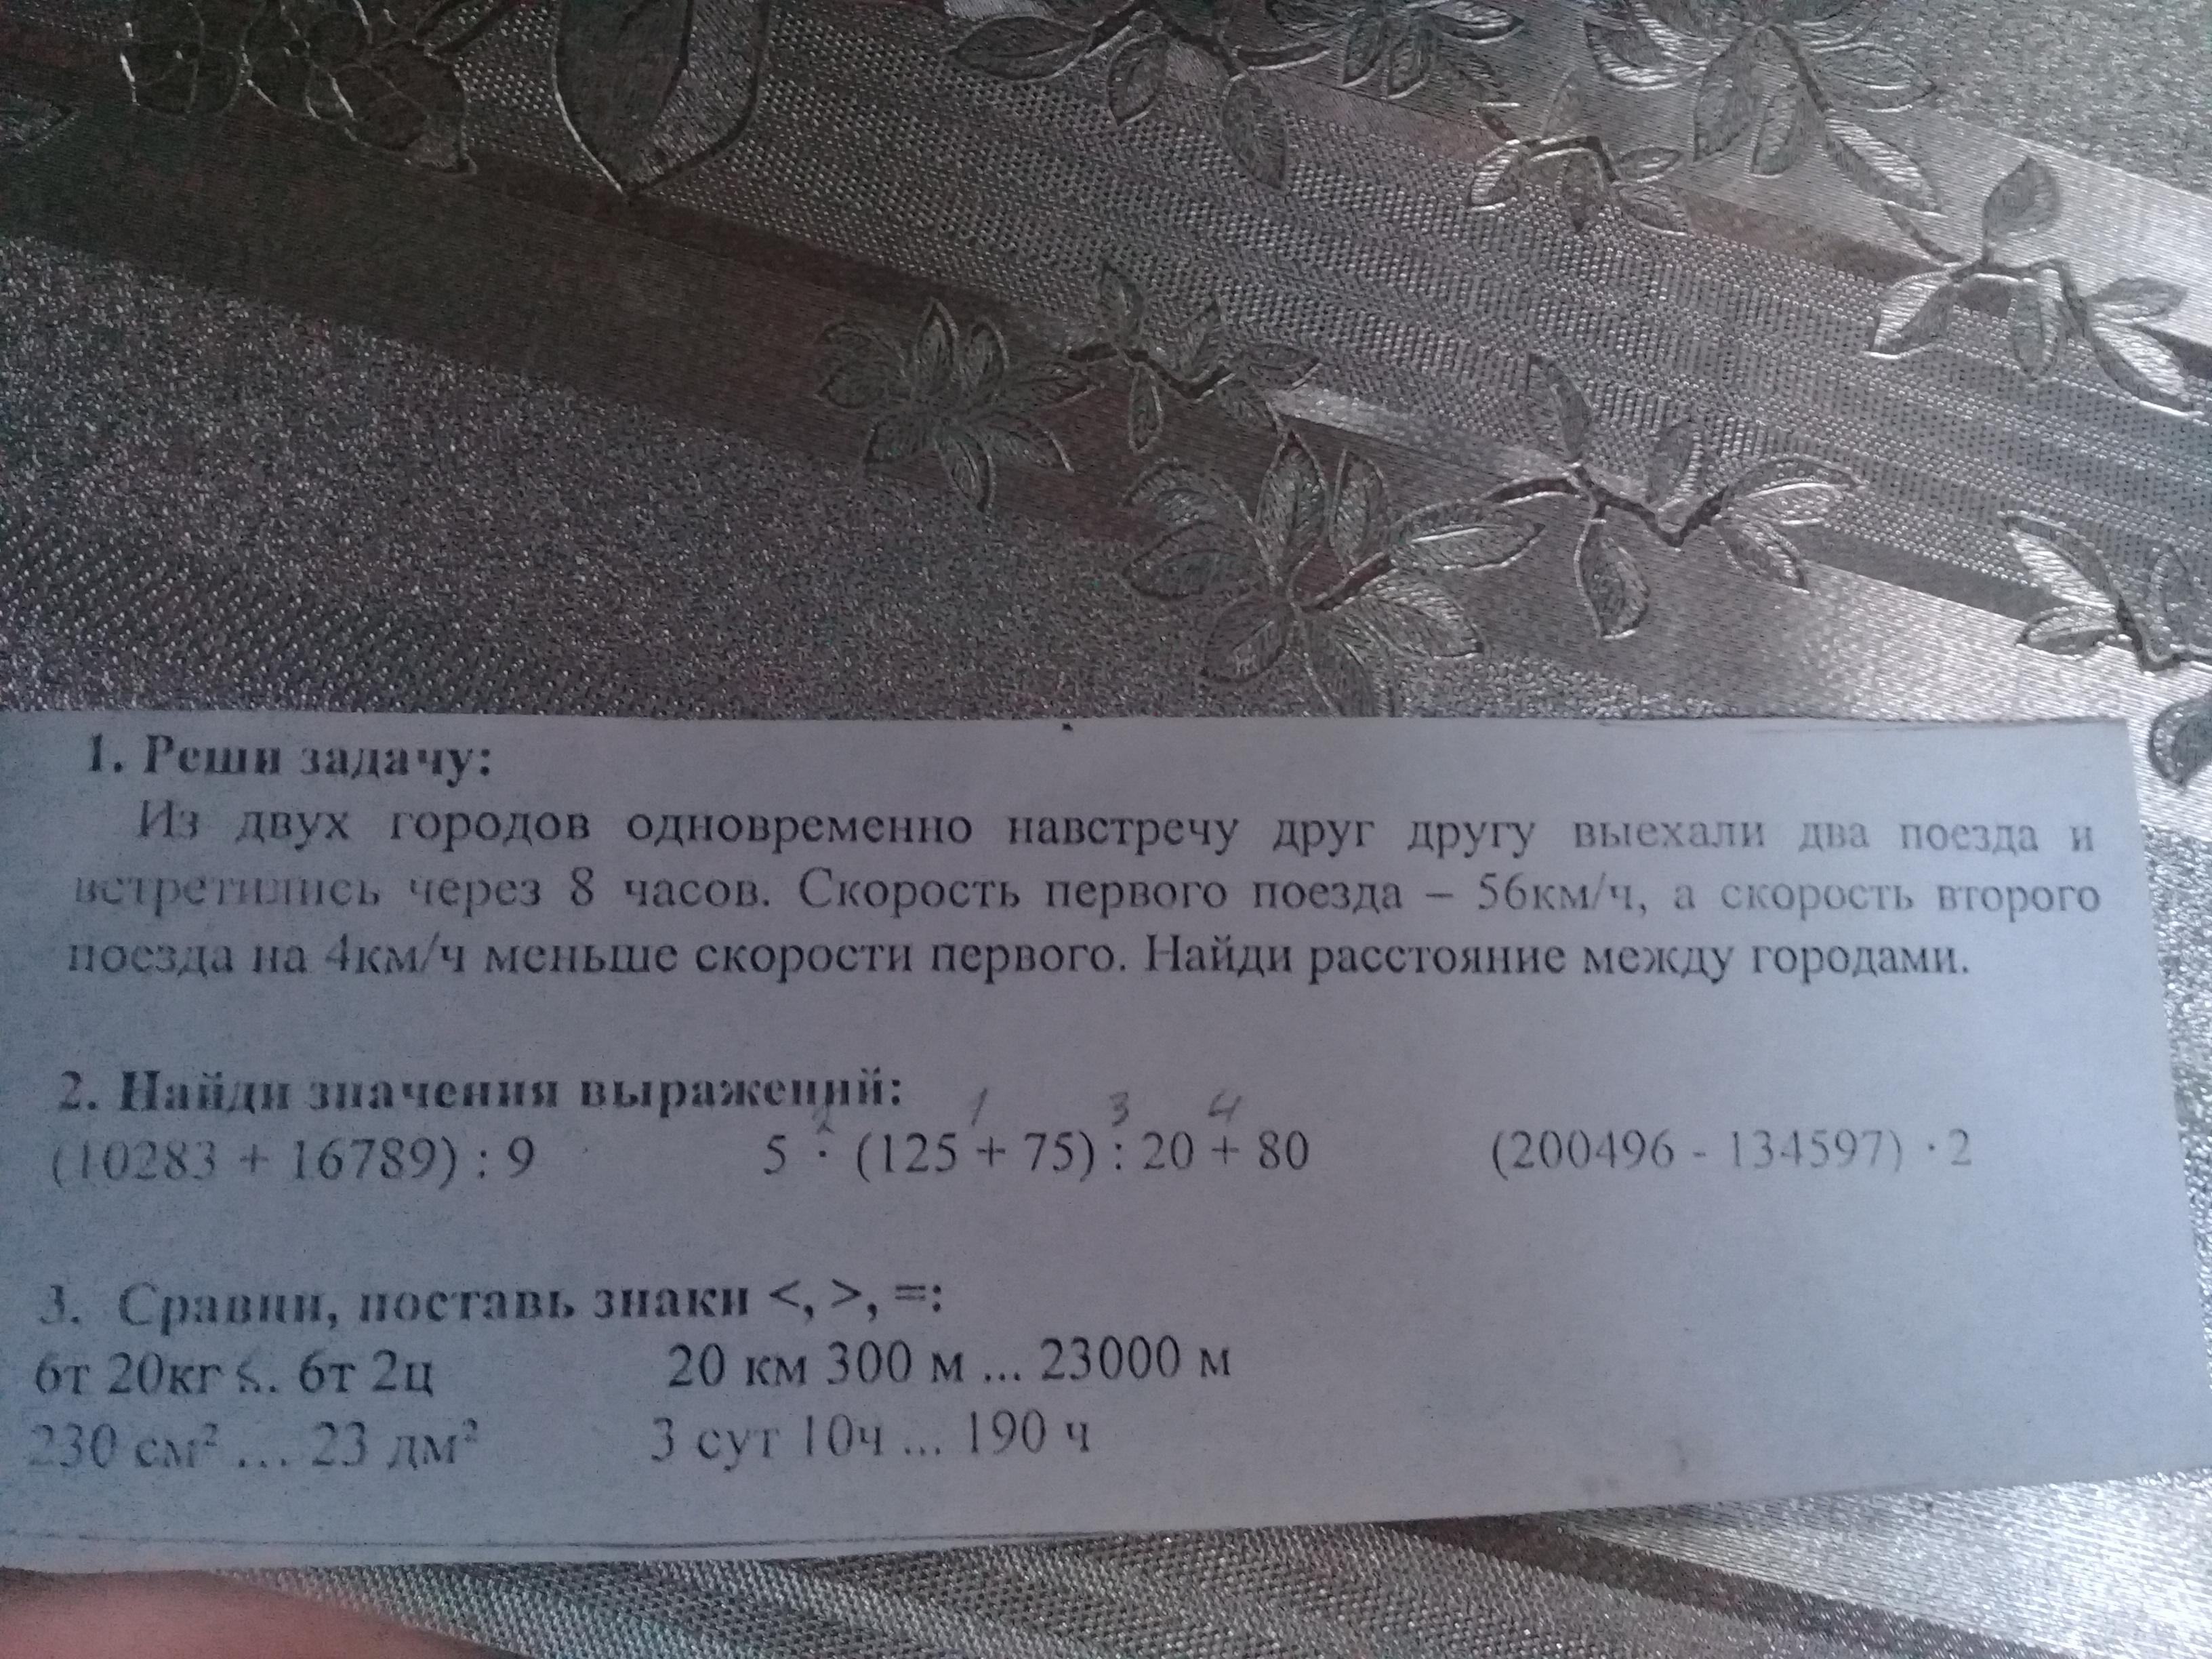 1. Реши задачу:
Из двух городов одновременно навстречу друг другу выехали два поезда и
встретились через 8 часов. Скорость первого поезда – 56км/ч, а скорость второго
поезда на 4км/ч меньше скорости первого. Найди расстояние между городами.
2. Найди значения выражений:
2 1 3 4
(10283 + 16789) : 9 5 · (125 + 75) : 20 + 80 (200496 - 134597) · 2
3. Сравни, поставь знаки <, >, =:
6т 20кг <.. 6т 2ц 20 км 300 м ... 23000 м
230 см² ... 23 дм² 3 сут 10ч ... 190 ч